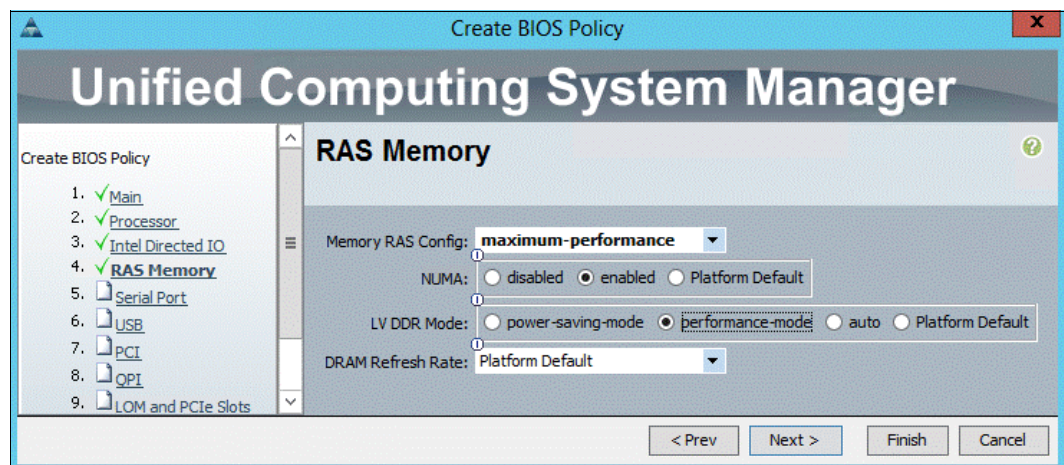 Create BIOS Policy
X
Unified Computing System Manager
Create BIOS Policy
1. Main
2. Processor
3. Intel Directed IO
4. RAS Memory
5. Serial Port
6. USB
7. PCI
8. QPI
9. LOM and PCIe Slots
RAS Memory
?
Memory RAS Config: maximum-performance
NUMA: disabled enabled Platform Default
LV DDR Mode: power-saving-mode performance-mode auto Platform Default
DRAM Refresh Rate: Platform Default
< Prev Next > Finish Cancel